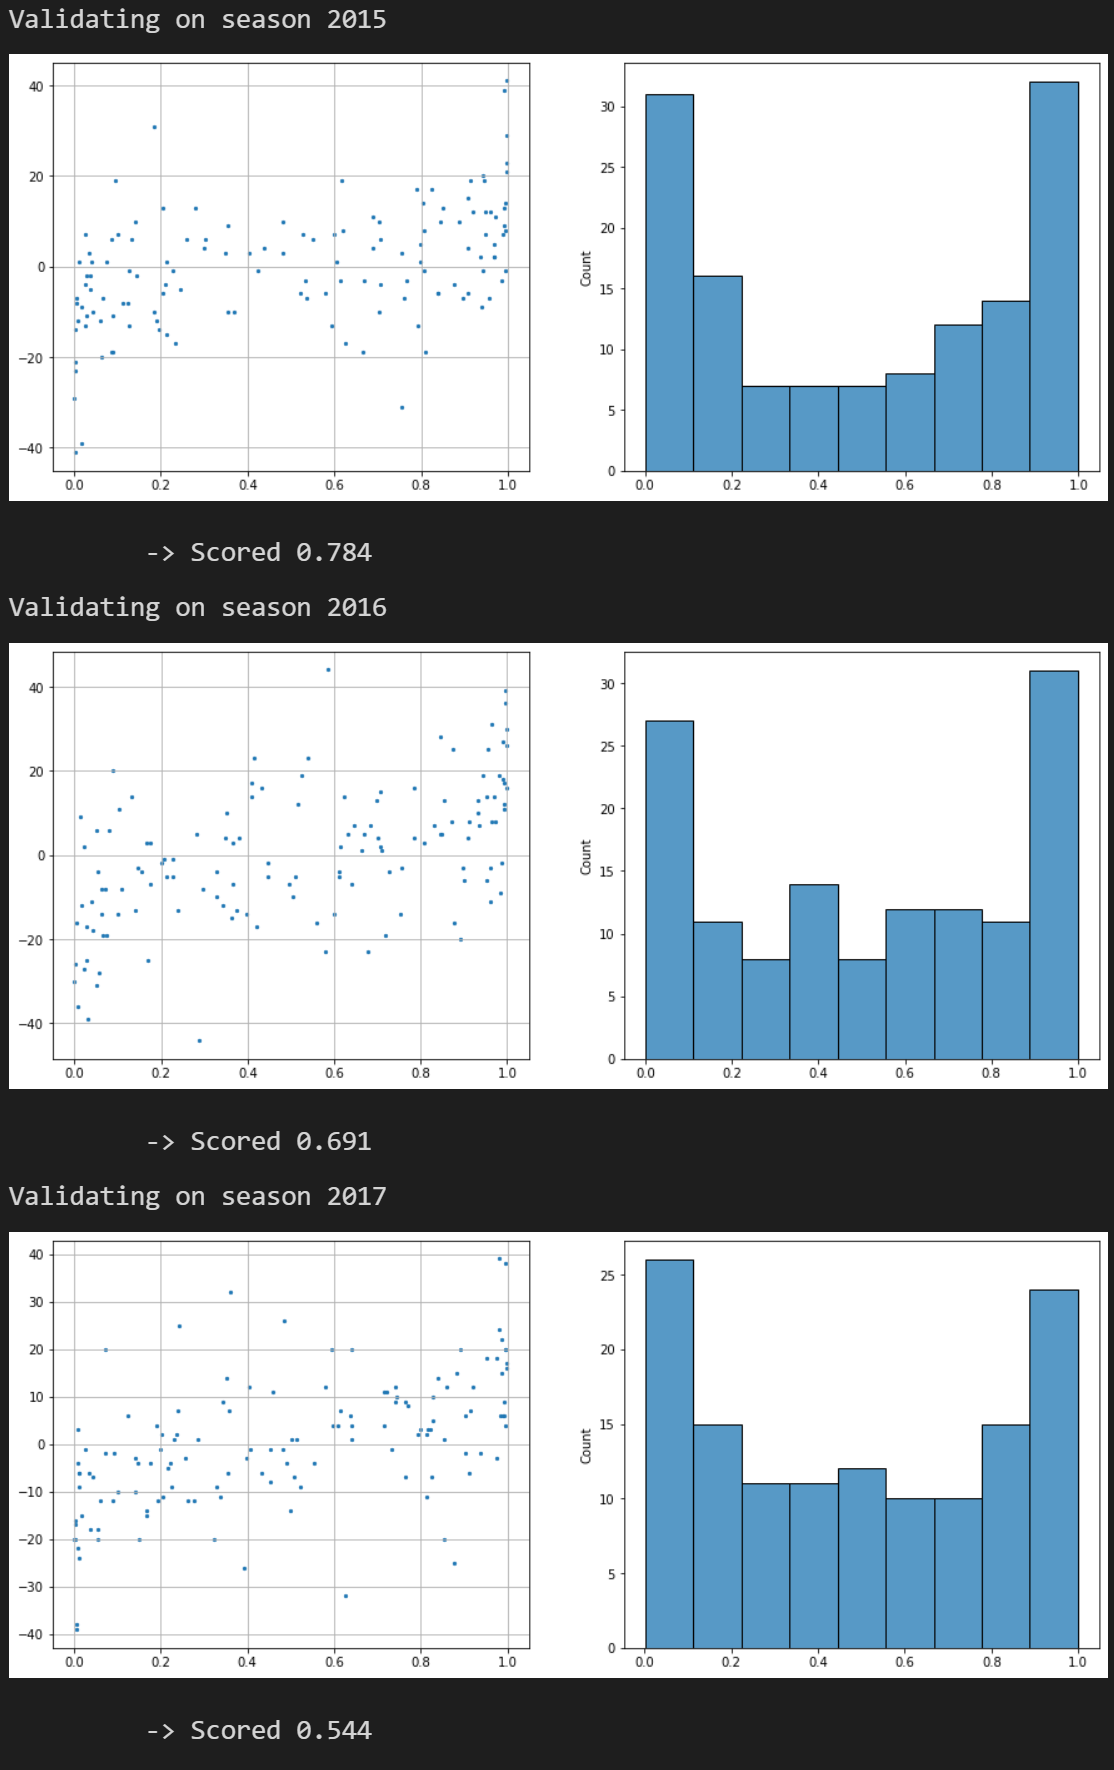 Validating on season 2015
40
20
0
−20
−40
0.0 0.2 0.4 0.6 0.8 1.0
30
25
20
15
10
5
0
Count
0.0 0.2 0.4 0.6 0.8 1.0
-> Scored 0.784
Validating on season 2016
40
20
0
−20
−40
0.0 0.2 0.4 0.6 0.8 1.0
30
25
20
15
10
5
0
Count
0.0 0.2 0.4 0.6 0.8 1.0
-> Scored 0.691
Validating on season 2017
40
30
20
10
0
−10
−20
−30
−40
0.0 0.2 0.4 0.6 0.8 1.0
25
20
15
10
5
0
Count
0.0 0.2 0.4 0.6 0.8 1.0
-> Scored 0.544